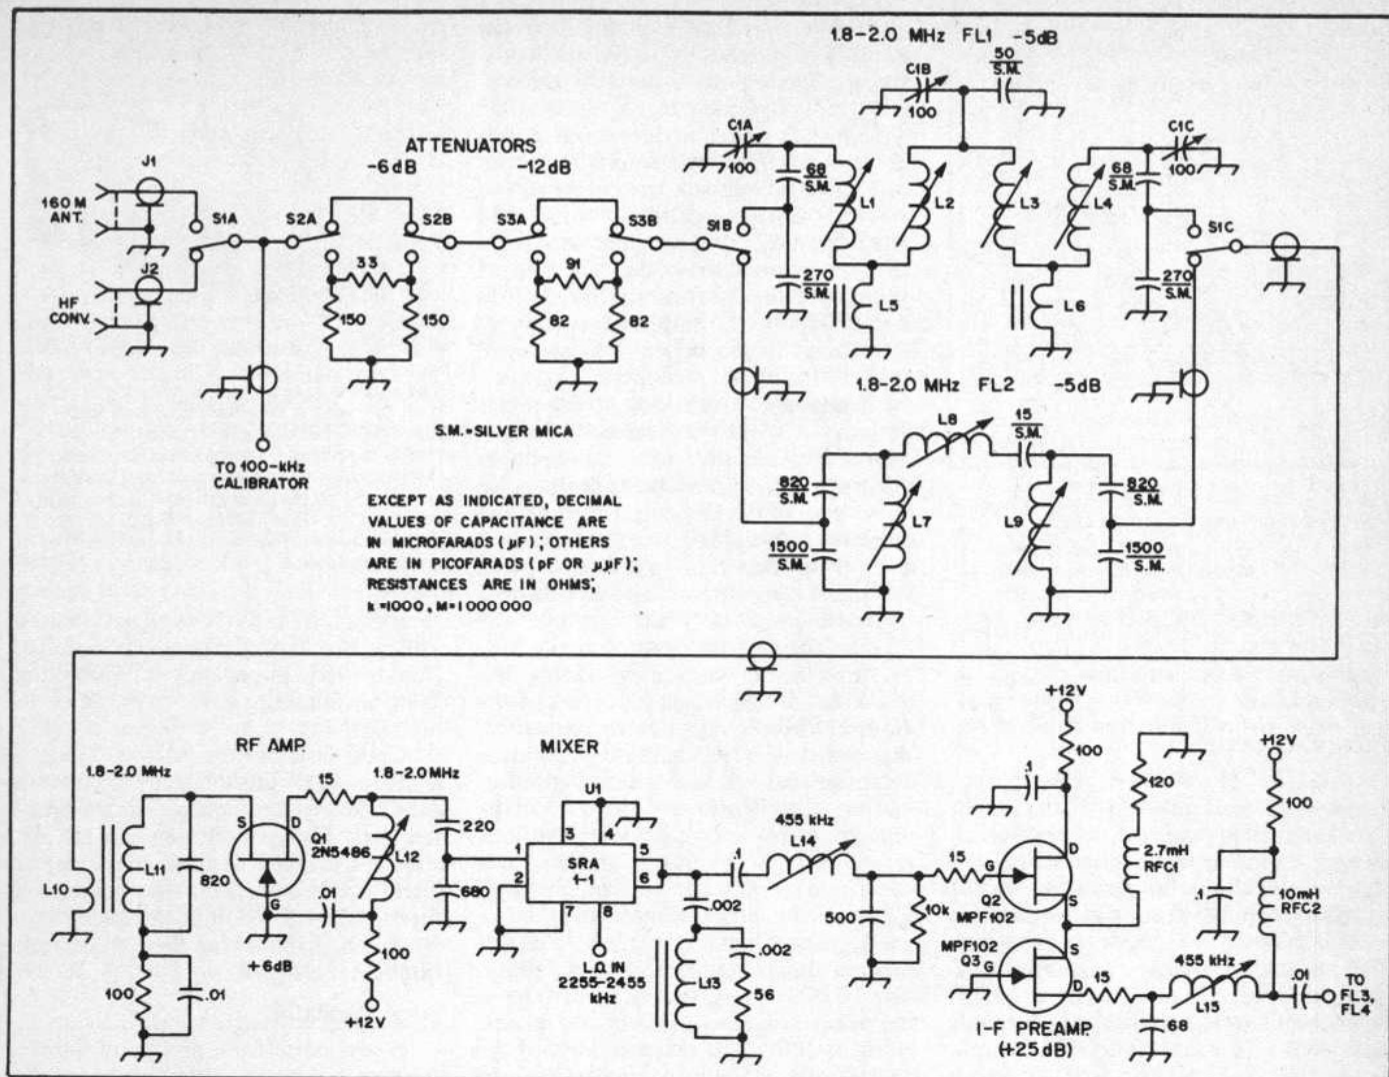 1.8-2.0 MHz FL1 -5dB
C1B
100
50
S.M.
C1A
100
68
S.M.
L1
L2
L3
L4
68
S.M.
C1C
100
ATTENUATORS
-6dB
-12dB
J1
160 M
ANT.
S1A
S2A
S2B
S3A
S3B
S1B
S1C
J2
HF
CONV.
33
150
150
91
82
82
270
S.M.
L5
L6
270
S.M.
1.8-2.0 MHz FL2 -5dB
TO 100-kHz
CALIBRATOR
S.M.=SILVER MICA
L8
15
S.M.
820
S.M.
L7
L9
820
S.M.
1500
S.M.
1500
S.M.
EXCEPT AS INDICATED, DECIMAL
VALUES OF CAPACITANCE ARE
IN MICROFARADS (µF); OTHERS
ARE IN PICOFARADS (pF OR µµF);
RESISTANCES ARE IN OHMS;
k=1000, M=1000 000
RF AMP.
1.8-2.0 MHz
15
1.8-2.0 MHz
S
D
Q1
2N5486
G
L10
L11
820
L12
.01
+6dB
100
.01
100
+12V
220
680
MIXER
U1
3
4
1
2
5
6
SRA
1-1
7
8
L.O. IN
2255-2455
kHz
.002
L13
.002
56
.1
455 kHz
L14
500
10k
15
G
Q2
MPF102
D
S
+12V
100
.1
120
2.7mH
RFC1
MPF102
Q3
G
S
D
15
I-F PREAMP.
(+25dB)
455 kHz
L15
68
+12V
100
.1
10mH
RFC2
.01
TO
FL3,
FL4